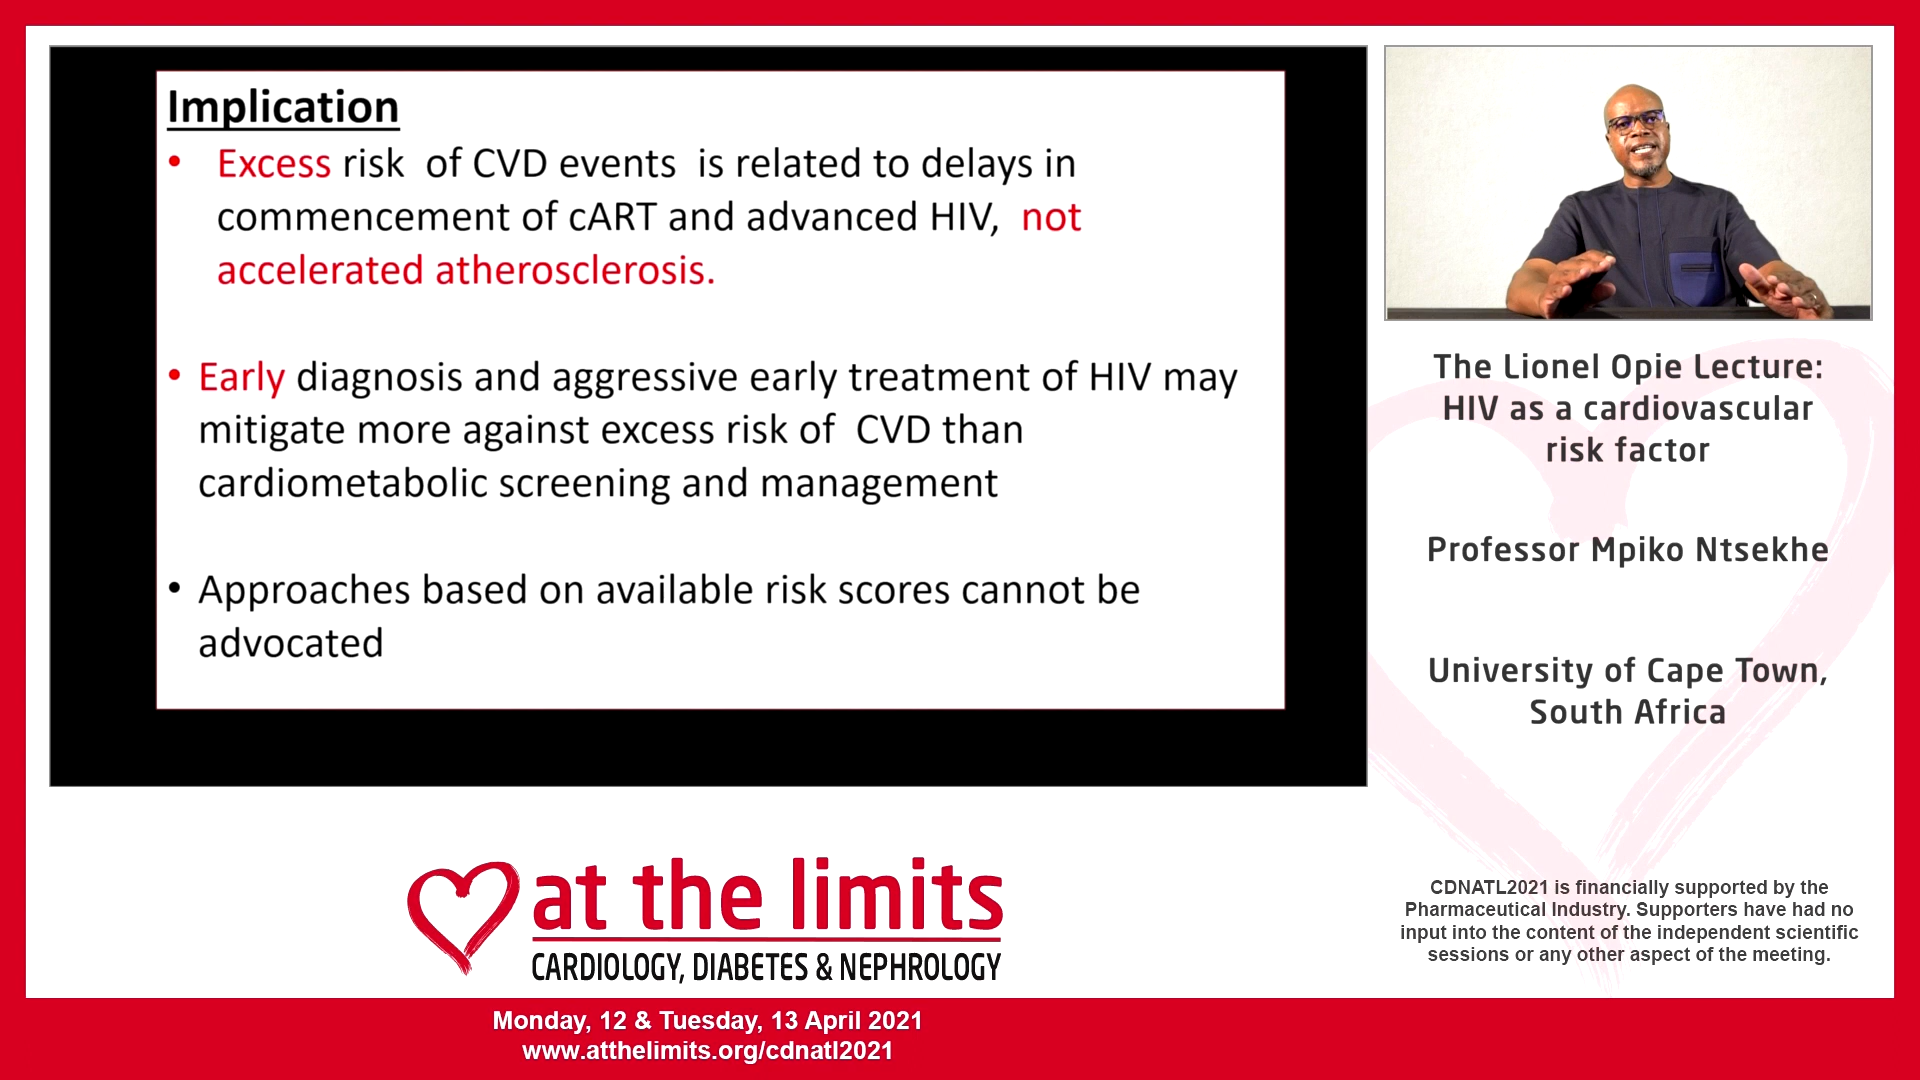 Implication
• Excess risk of CVD events is related to delays in
commencement of cART and advanced HIV, not
accelerated atherosclerosis.
• Early diagnosis and aggressive early treatment of HIV may
mitigate more against excess risk of CVD than
cardiometabolic screening and management
• Approaches based on available risk scores cannot be
advocated
The Lionel Opie Lecture:
HIV as a cardiovascular
risk factor
Professor Mpiko Ntsekhe
University of Cape Town,
South Africa
at the limits
CARDIOLOGY, DIABETES & NEPHROLOGY
CDNATL2021 is financially supported by the
Pharmaceutical Industry. Supporters have had no
input into the content of the independent scientific
sessions or any other aspect of the meeting.
Monday, 12 & Tuesday, 13 April 2021
www.atthelimits.org/cdnatl2021